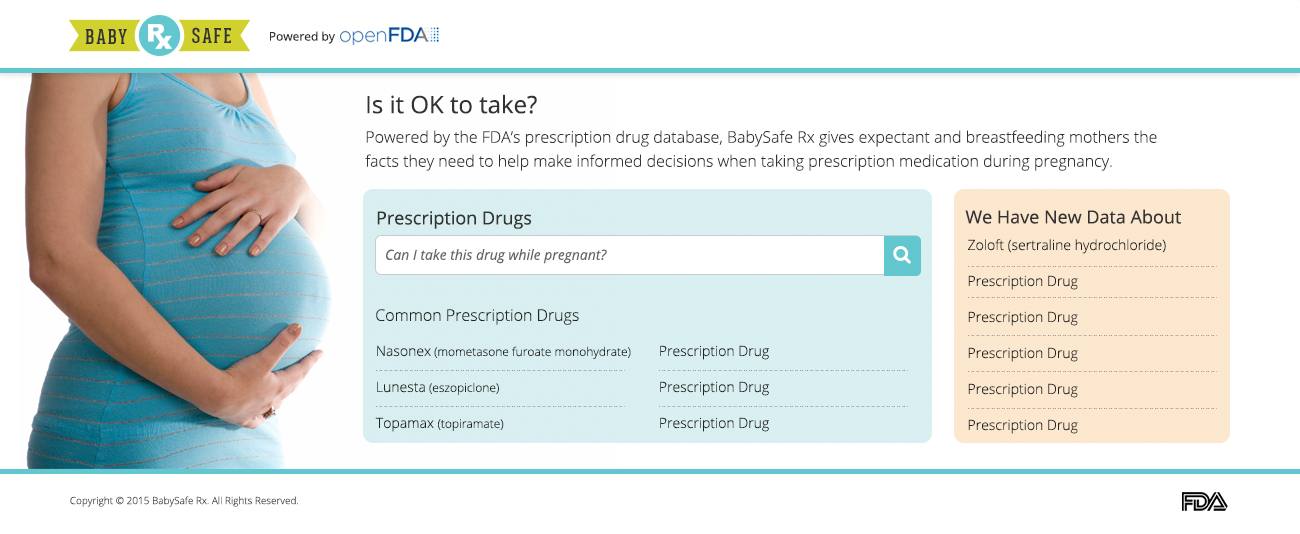 BABY Rx SAFE
Powered by openFDA
Is it OK to take?
Powered by the FDA's prescription drug database, BabySafe Rx gives expectant and breastfeeding mothers the
facts they need to help make informed decisions when taking prescription medication during pregnancy.
Prescription Drugs
Can I take this drug while pregnant?
Common Prescription Drugs
Nasonex (mometasone furoate monohydrate)
Lunesta (eszopiclone)
Topamax (topiramate)
Prescription Drug
Prescription Drug
Prescription Drug
We Have New Data About
Zoloft (sertraline hydrochloride)
Prescription Drug
Prescription Drug
Prescription Drug
Prescription Drug
Prescription Drug
Copyright © 2015 BabySafe Rx. All Rights Reserved.
FDA